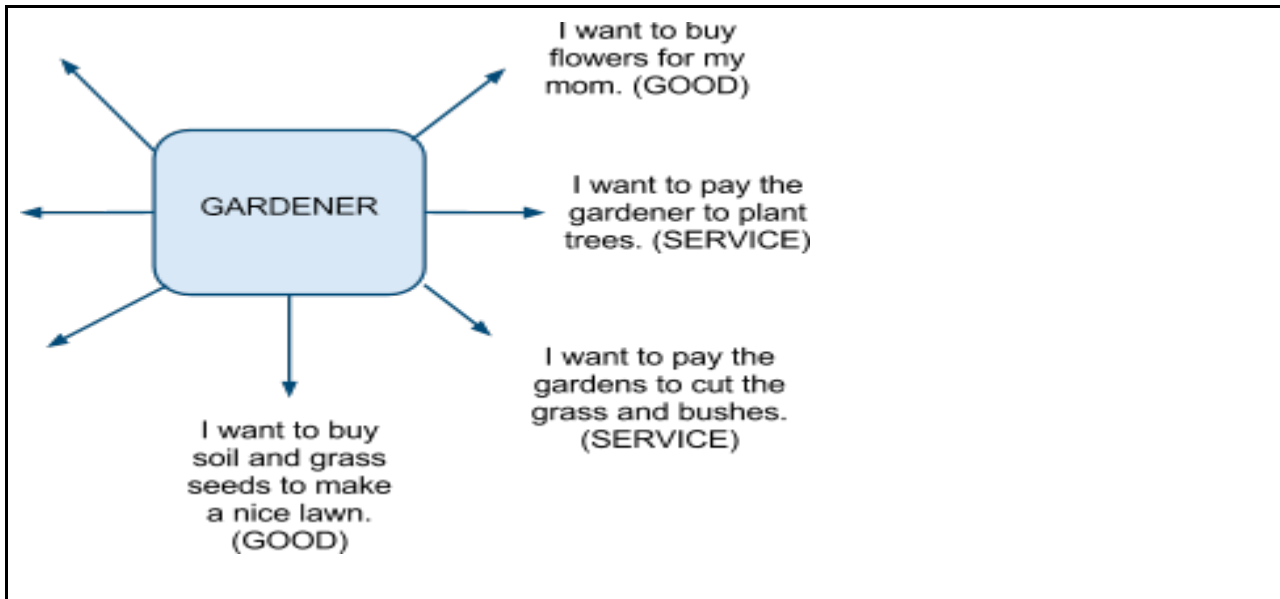 I want to buy
flowers for my
mom. (GOOD)
GARDENER
I want to pay the
gardener to plant
trees. (SERVICE)
I want to pay the
gardens to cut the
grass and bushes.
(SERVICE)
I want to buy
soil and grass
seeds to make
a nice lawn.
(GOOD)